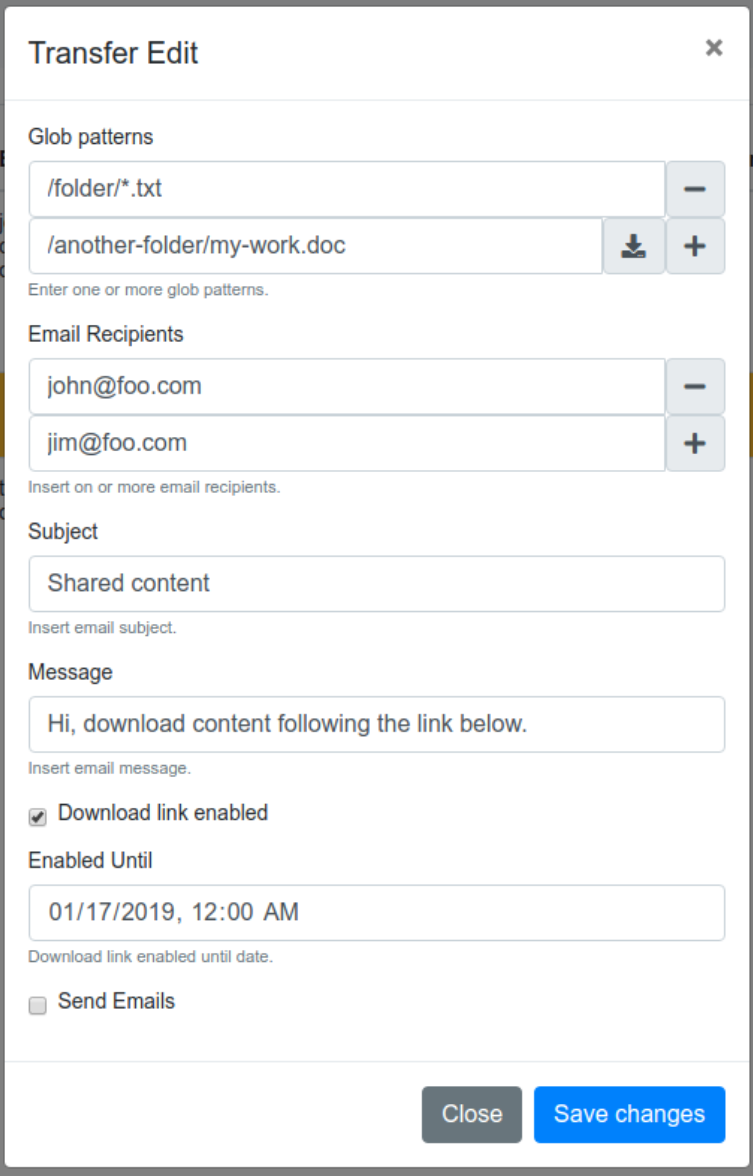 Transfer Edit ×
Glob patterns
/folder/*.txt
/another-folder/my-work.doc
Enter one or more glob patterns.
Email Recipients
john@foo.com
jim@foo.com
Insert on or more email recipients.
Subject
Shared content
Insert email subject.
Message
Hi, download content following the link below.
Insert email message.
Download link enabled
Enabled Until
01/17/2019, 12:00 AM
Download link enabled until date.
Send Emails
Close Save changes